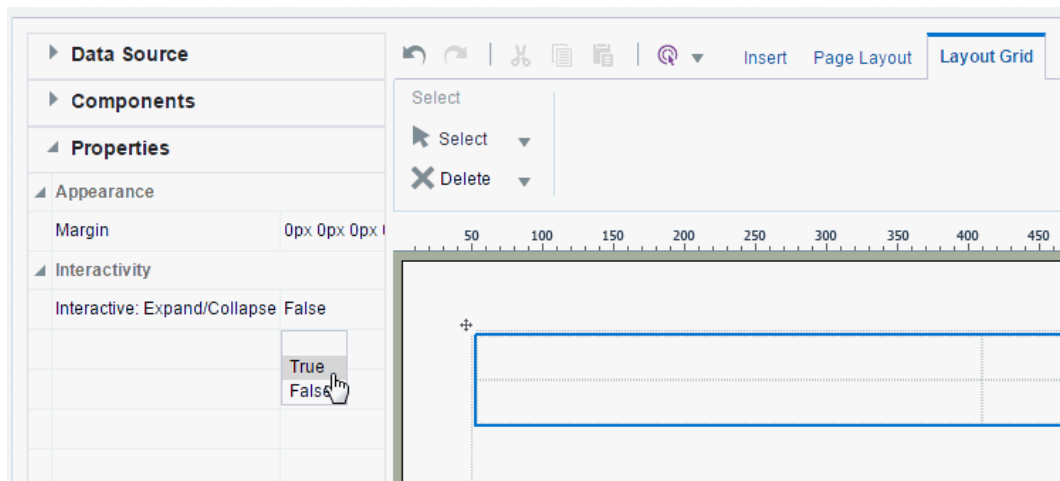 Data Source
Components
Properties
Appearance
Margin 0px 0px 0px
Interactivity
Interactive: Expand/Collapse False
True
False
Insert Page Layout Layout Grid
Select
Select
Delete
50 100 150 200 250 300 350 400 450